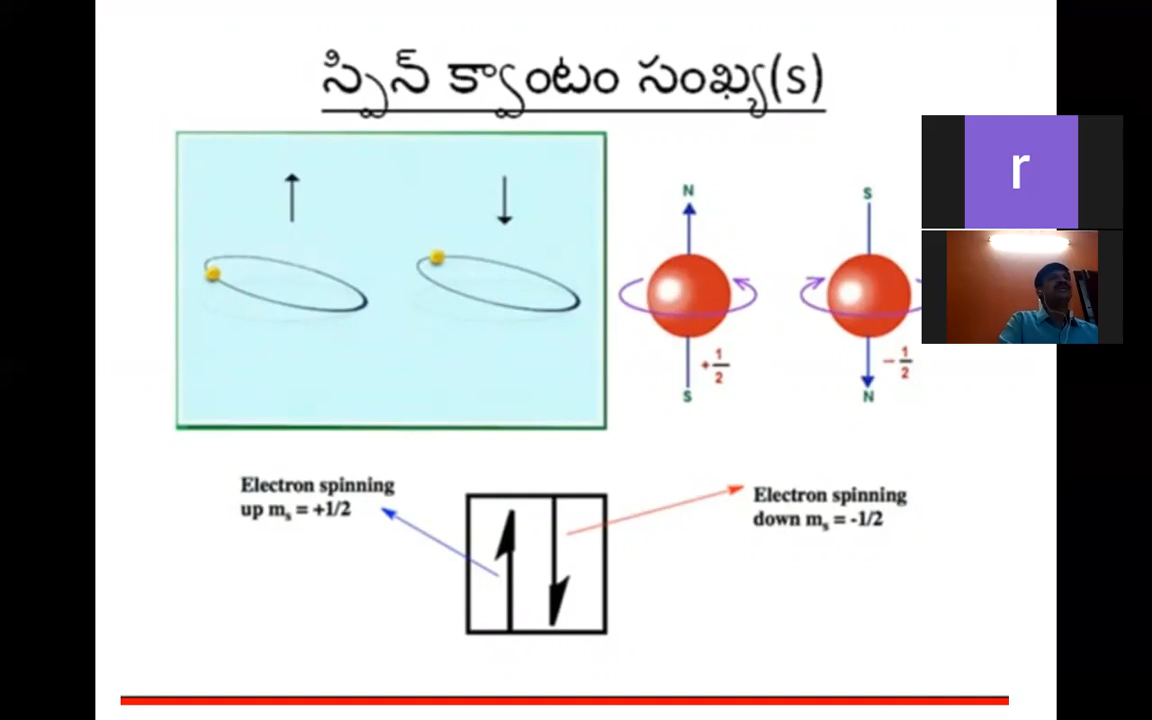 స్పిన్ క్వాంటం సంఖ్య(s)
r
N
S
+1/2
-1/2
S
N
Electron spinning
up ms = +1/2
Electron spinning
down ms = -1/2